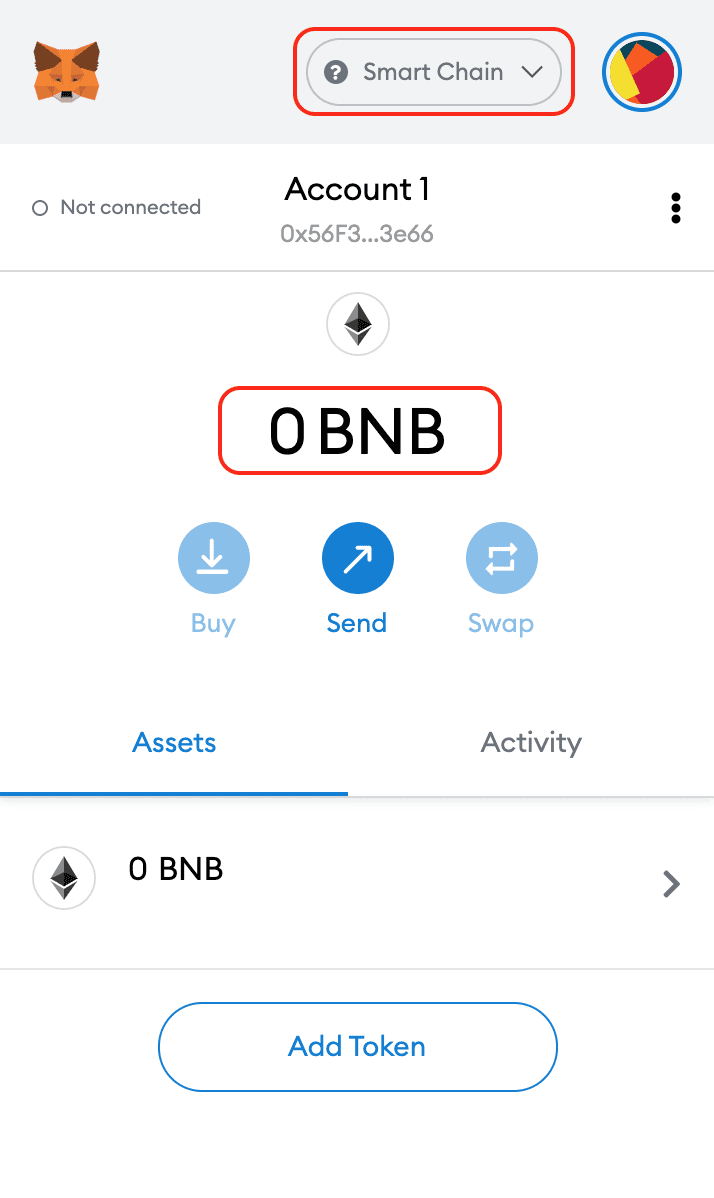 ? Smart Chain
Not connected
Account 1
0x56F3...3e66
0 BNB
Buy
Send
Swap
Assets
Activity
0 BNB
Add Token